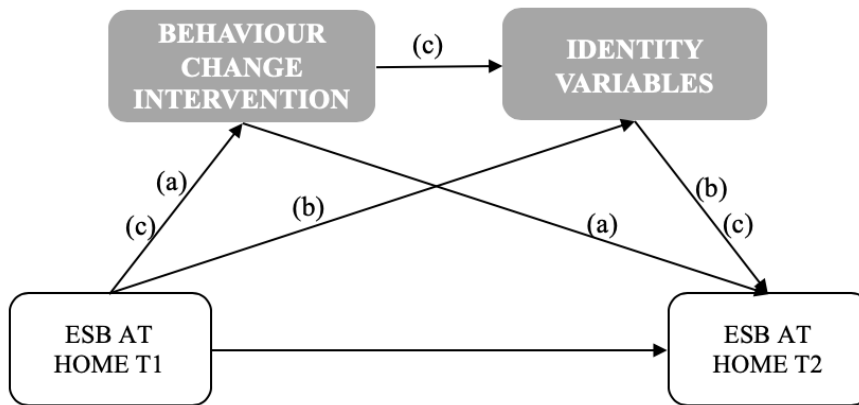 BEHAVIOUR
CHANGE
INTERVENTION
(c)
IDENTITY
VARIABLES
(a)
(c)
(b)
(a)
(b)
(c)
ESB AT
HOME T1
ESB AT
HOME T2